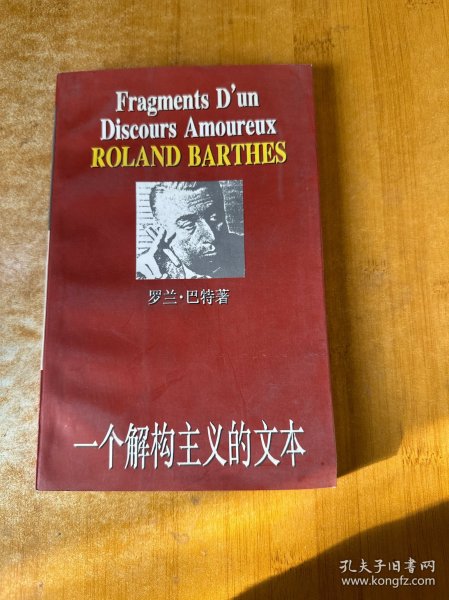 Fragments D'un
Discours Amoureux
ROLAND BARTHES
罗兰·巴特著
一个解构主义的文本
孔夫子旧书网
www.kongfz.com